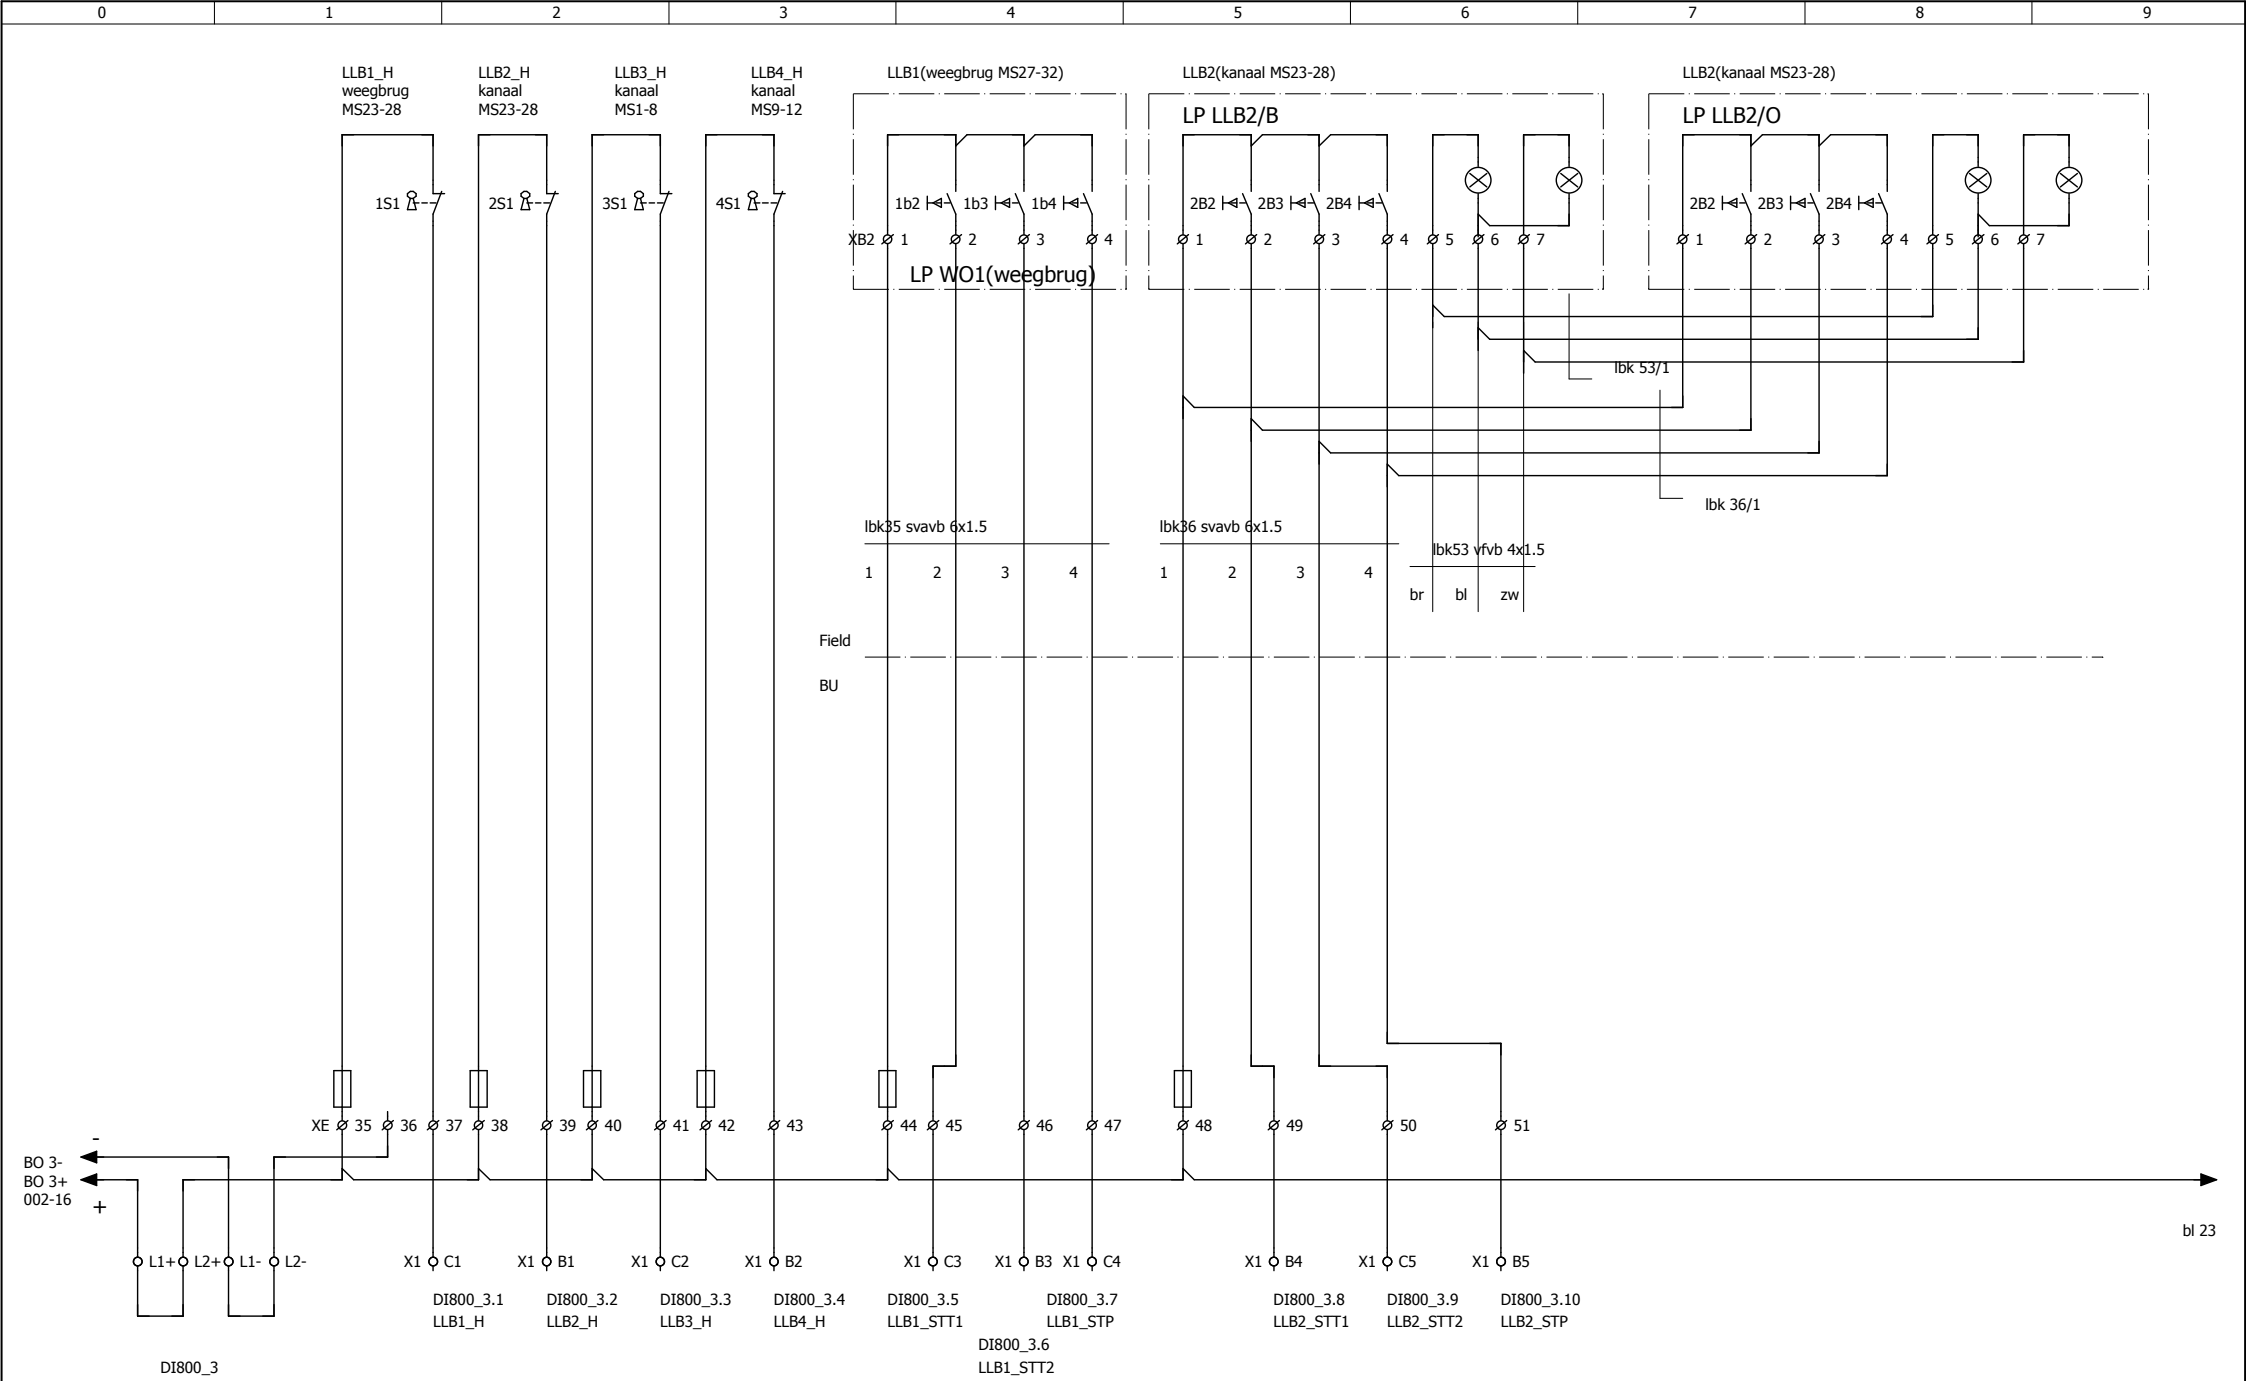 0 1 2 3 4 5 6 7 8 9
LLB1_H LLB2_H LLB3_H LLB4_H LLB1(weegbrug MS27-32) LLB2(kanaal MS23-28) LLB2(kanaal MS23-28)
weegbrug kanaal kanaal kanaal
MS23-28 MS23-28 MS1-8 MS9-12
LP LLB2/B LP LLB2/O
1S1 2S1 3S1 4S1 1b2 1b3 1b4 2B2 2B3 2B4 2B2 2B3 2B4
XB2 1 2 3 4 1 2 3 4 5 6 7 1 2 3 4 5 6 7
LP WO1(weegbrug)
lbk 53/1
lbk 36/1
lbk35 svavb 6x1.5 lbk36 svavb 6x1.5
lbk53 vfvb 4x1.5
1 2 3 4 1 2 3 4
br bl zw
Field
BU
XE 35 36 37 38 39 40 41 42 43 44 45 46 47 48 49 50 51
-
BO 3-
BO 3+
002-16
+
bl 23
L1+ L2+ L1- L2- X1 C1 X1 B1 X1 C2 X1 B2 X1 C3 X1 B3 X1 C4 X1 B4 X1 C5 X1 B5
DI800_3.1 DI800_3.2 DI800_3.3 DI800_3.4 DI800_3.5 DI800_3.7 DI800_3.8 DI800_3.9 DI800_3.10
LLB1_H LLB2_H LLB3_H LLB4_H LLB1_STT1 LLB1_STP LLB2_STT1 LLB2_STT2 LLB2_STP
DI800_3.6
DI800_3 LLB1_STT2